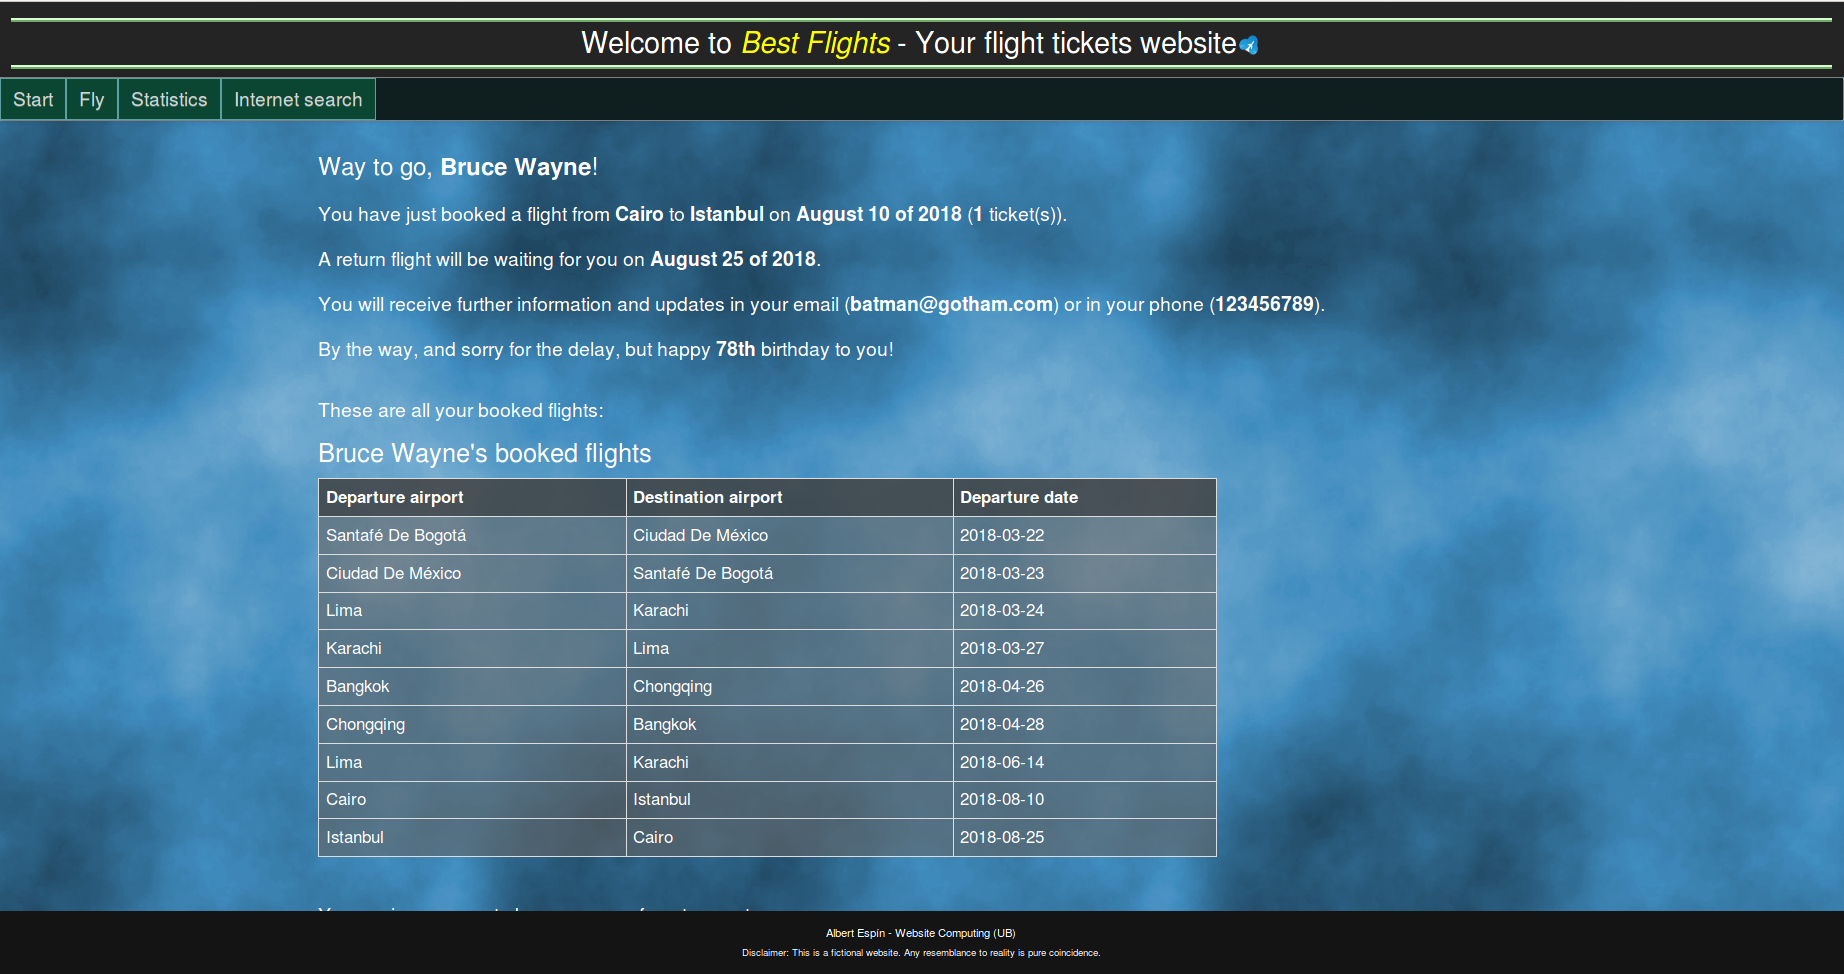 Welcome to Best Flights - Your flight tickets website
Start Fly Statistics Internet search
Way to go, Bruce Wayne!
You have just booked a flight from Cairo to Istanbul on August 10 of 2018 (1 ticket(s)).
A return flight will be waiting for you on August 25 of 2018.
You will receive further information and updates in your email (batman@gotham.com) or in your phone (123456789).
By the way, and sorry for the delay, but happy 78th birthday to you!
These are all your booked flights:
Bruce Wayne's booked flights
Departure airport Destination airport Departure date
Santafé De Bogotá Ciudad De México 2018-03-22
Ciudad De México Santafé De Bogotá 2018-03-23
Lima Karachi 2018-03-24
Karachi Lima 2018-03-27
Bangkok Chongqing 2018-04-26
Chongqing Bangkok 2018-04-28
Lima Karachi 2018-06-14
Cairo Istanbul 2018-08-10
Istanbul Cairo 2018-08-25
Albert Espín - Website Computing (UB)
Disclaimer: This is a fictional website. Any resemblance to reality is pure coincidence.